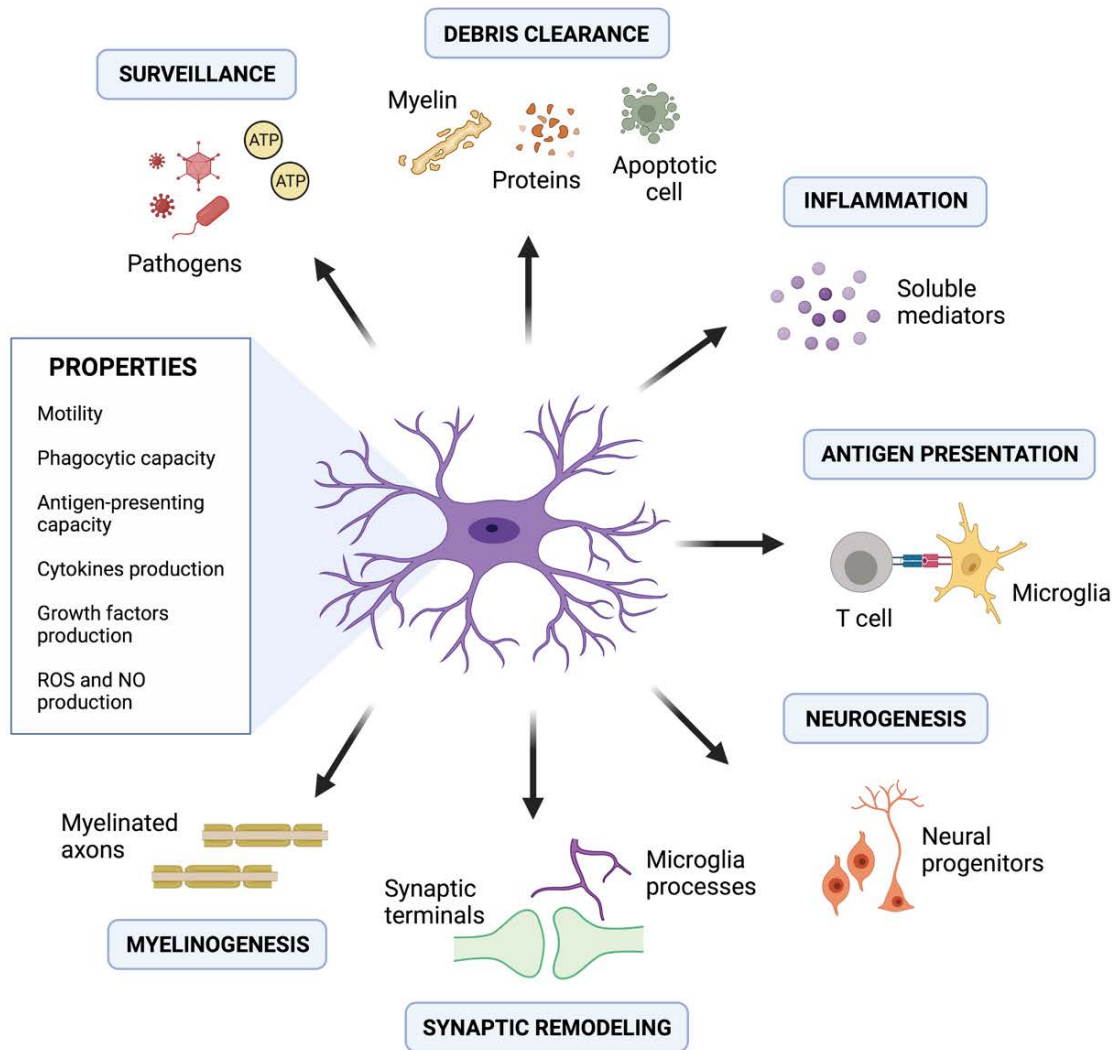 DEBRIS CLEARANCE
SURVEILLANCE
Myelin
ATP
ATP
Proteins
Apoptotic
cell
Pathogens
INFLAMMATION
Soluble
mediators
PROPERTIES
Motility
Phagocytic capacity
Antigen-presenting
capacity
Cytokines production
Growth factors
production
ROS and NO
production
ANTIGEN PRESENTATION
T cell
Microglia
NEUROGENESIS
Neural
progenitors
Myelinated
axons
MYELINOGENESIS
Synaptic
terminals
Microglia
processes
SYNAPTIC REMODELING